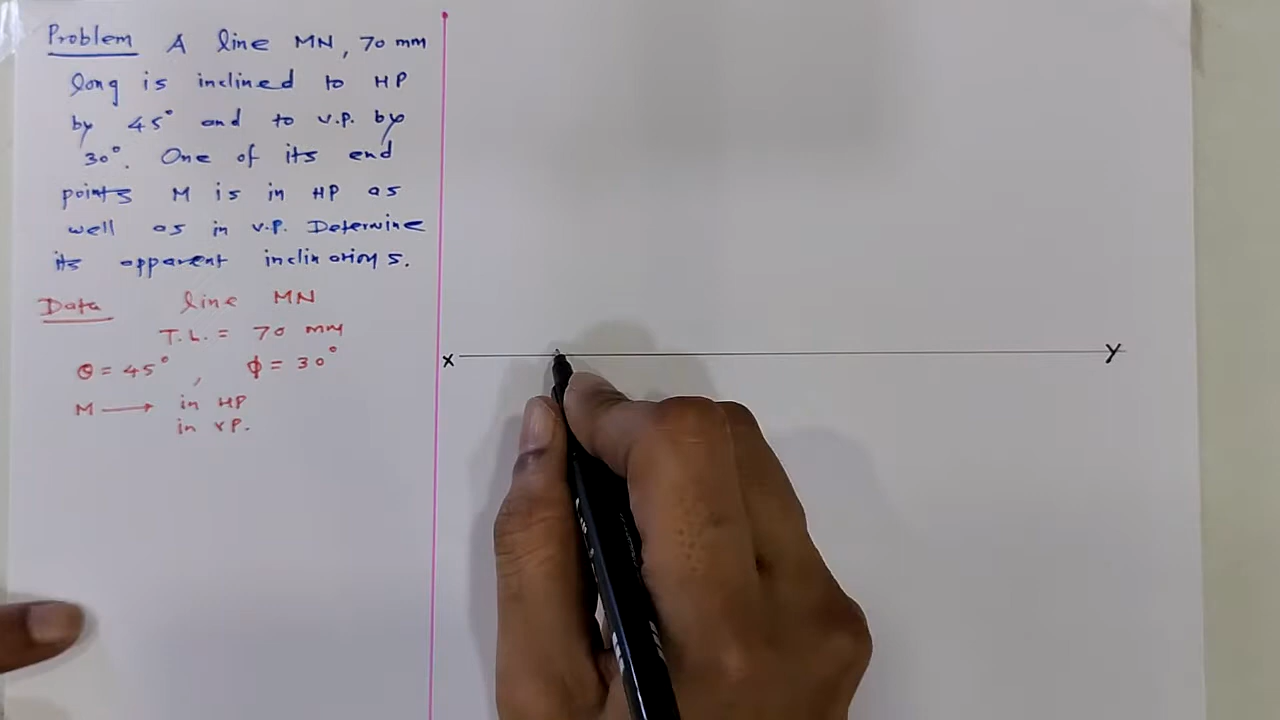 Problem A line MN, 70 mm
long is inclined to HP
by 45° and to V.P. by
30°. One of its end
points M is in HP as
well as in V.P. Determine
its apparent inclinations.
Data line MN
T.L. = 70 mm
θ = 45°, ϕ = 30°
M ⟶ in HP
in VP.
X Y